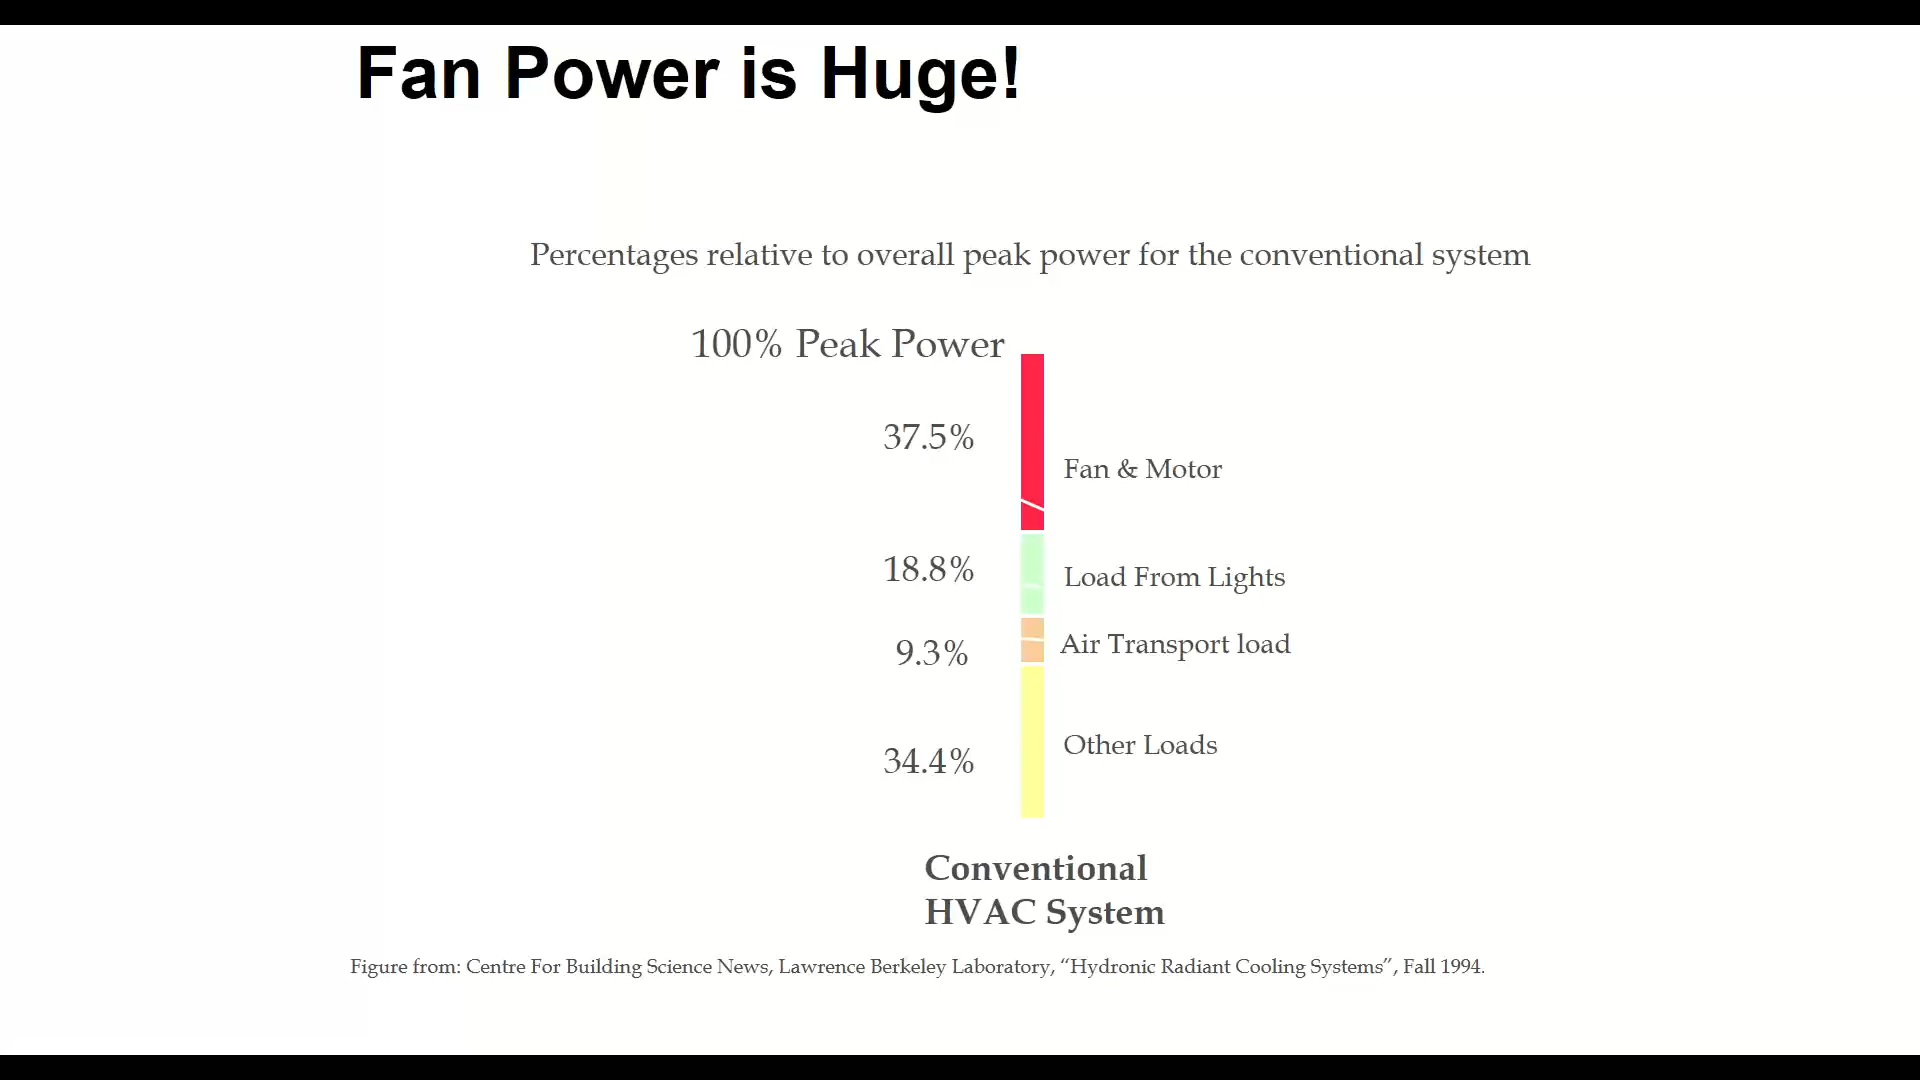 Fan Power is Huge!
Percentages relative to overall peak power for the conventional system
100% Peak Power
37.5%
Fan & Motor
18.8%
Load From Lights
9.3%
Air Transport load
34.4%
Other Loads
Conventional
HVAC System
Figure from: Centre For Building Science News, Lawrence Berkeley Laboratory, “Hydronic Radiant Cooling Systems”, Fall 1994.